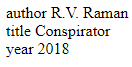 author R.V. Raman
title Conspirator
year 2018